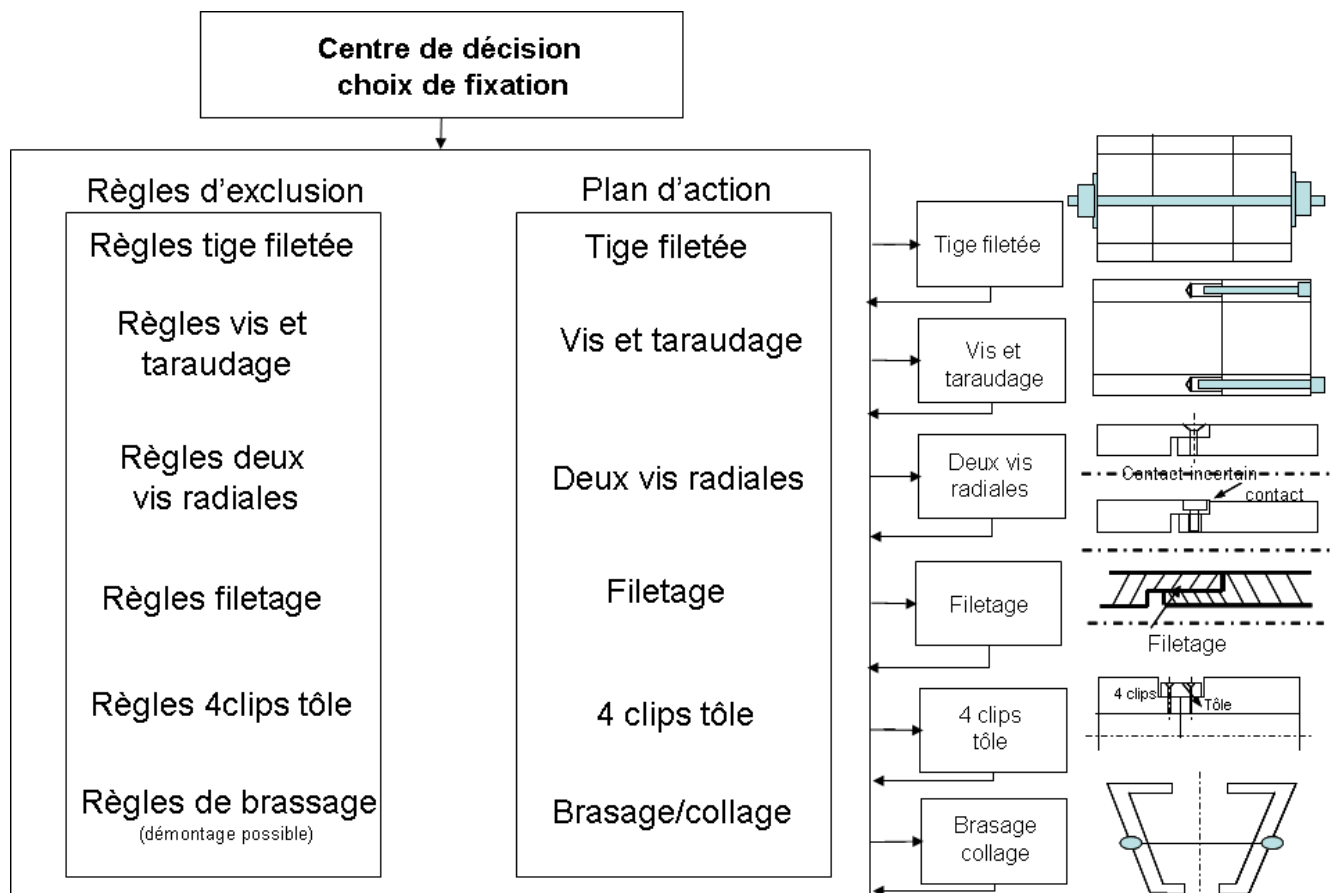 Centre de décision
choix de fixation
Règles d'exclusion
Plan d'action
Règles tige filetée
Tige filetée
Tige filetée
Règles vis et
taraudage
Vis et taraudage
Vis et
taraudage
Règles deux
vis radiales
Deux vis radiales
Deux vis
radiales
Contact incertain
contact
Règles filetage
Filetage
Filetage
Filetage
Règles 4clips tôle
4 clips tôle
4 clips
tôle
4 clips
Tôle
Règles de brassage
(démontage possible)
Brasage/collage
Brasage
collage